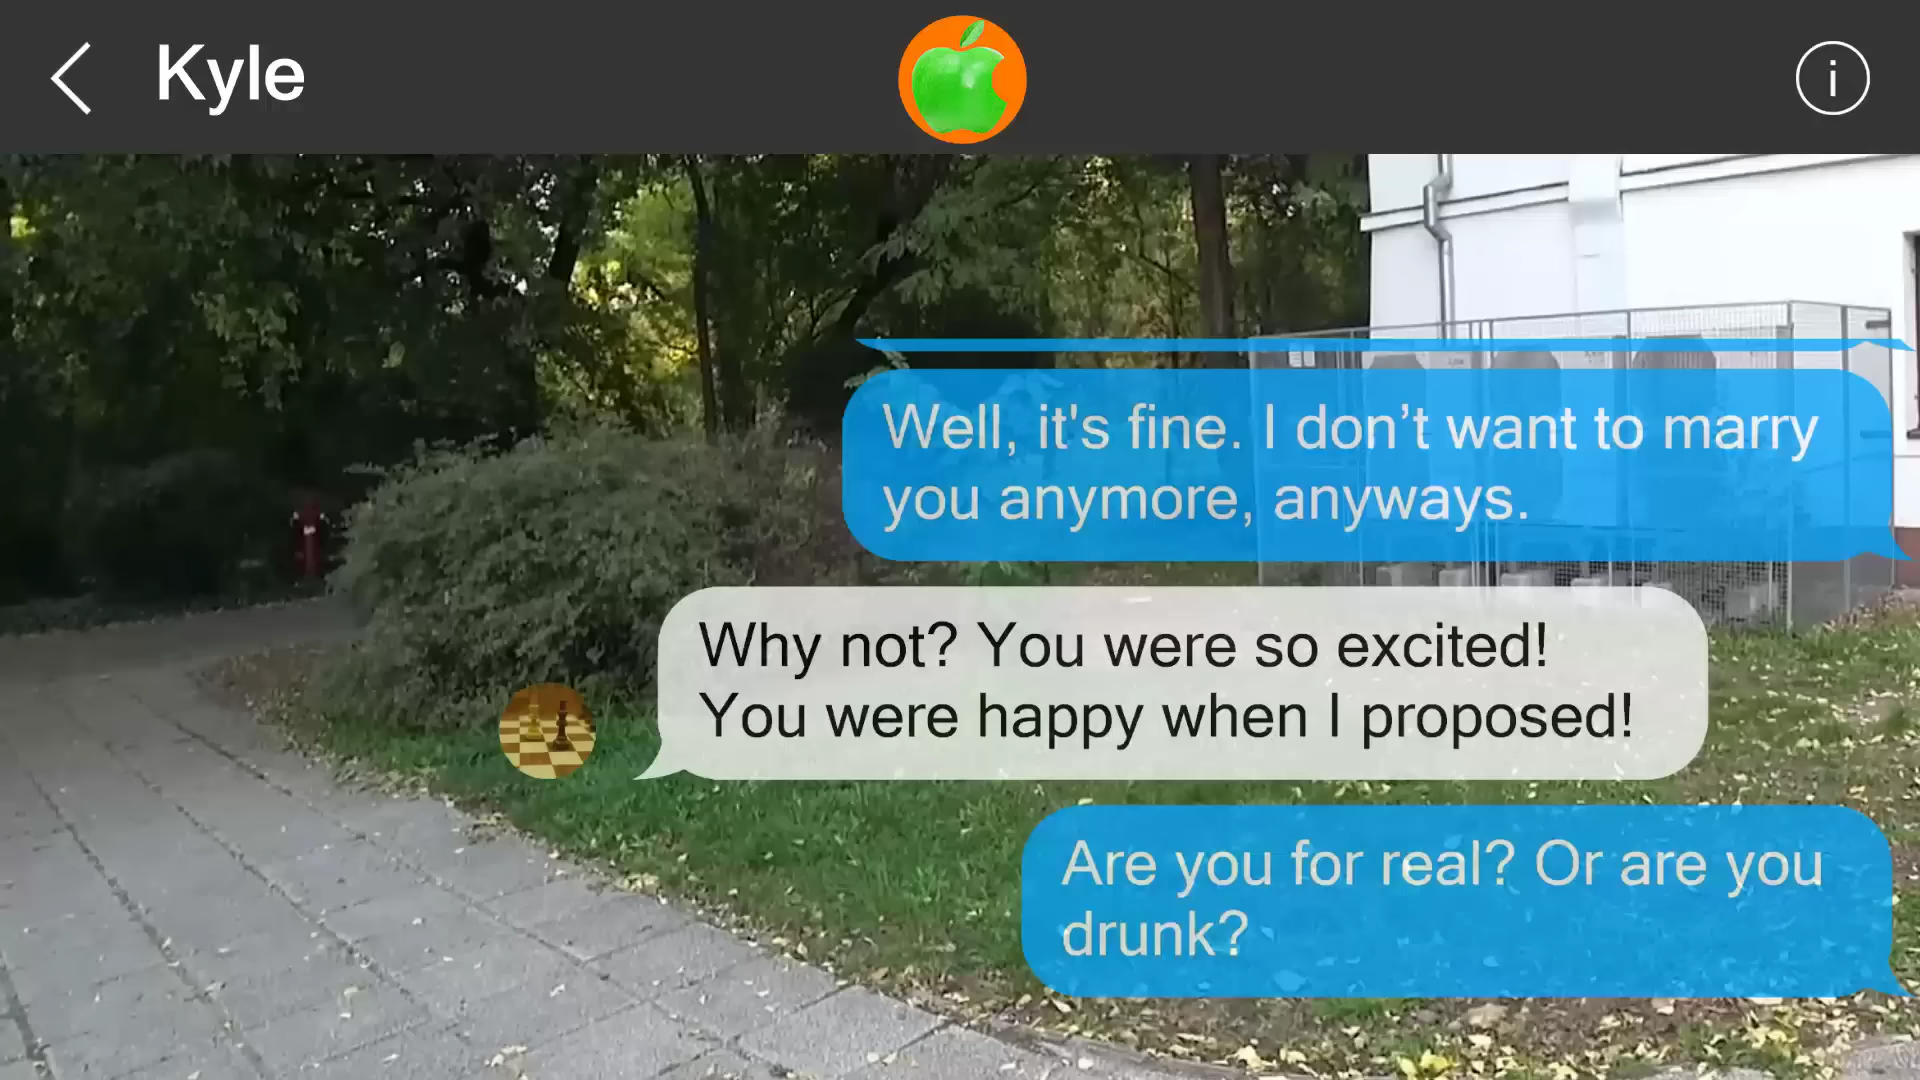 Kyle
i
Well, it's fine. I don’t want to marry
you anymore, anyways.
Why not? You were so excited!
You were happy when I proposed!
Are you for real? Or are you
drunk?